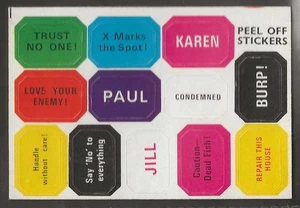 TRUST
NO ONE!
X Marks
the Spot!
KAREN
PEEL OFF
STICKERS
LOVE YOUR
ENEMY!
PAUL
CONDEMNED
BURP!
Handle
without care!
Say 'No' to
everything
JILL
Caution-
Dead Fish!
REPAIR THIS
HOUSE